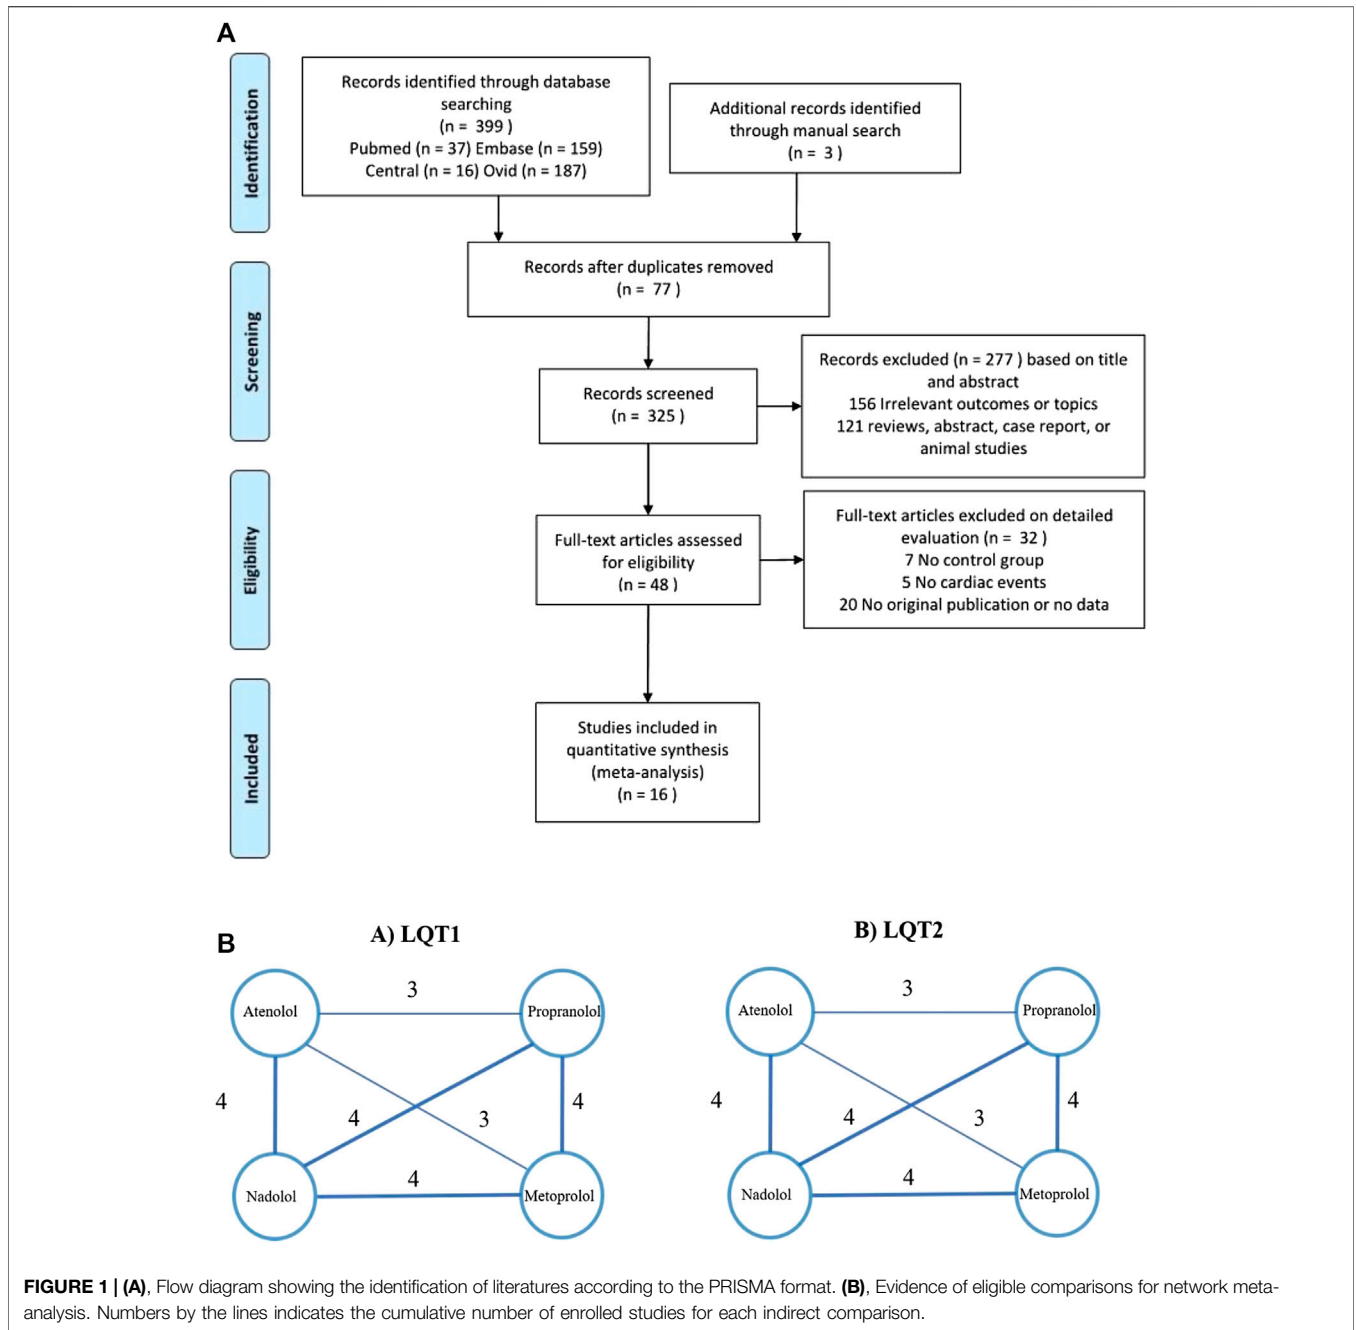 A
Identification
Records identified through database
searching
(n = 399 )
Pubmed (n = 37) Embase (n = 159)
Central (n = 16) Ovid (n = 187)
Additional records identified
through manual search
(n = 3 )
Screening
Records after duplicates removed
(n = 77 )
Records screened
(n = 325 )
Records excluded (n = 277 ) based on title
and abstract
156 Irrelevant outcomes or topics
121 reviews, abstract, case report, or
animal studies
Eligibility
Full-text articles assessed
for eligibility
(n = 48 )
Full-text articles excluded on detailed
evaluation (n = 32 )
7 No control group
5 No cardiac events
20 No original publication or no data
Included
Studies included in
quantitative synthesis
(meta-analysis)
(n = 16 )
B
A) LQT1
Atenolol
3
Propranolol
4
4
3
4
Nadolol
4
Metoprolol
B) LQT2
Atenolol
3
Propranolol
4
4
3
4
Nadolol
4
Metoprolol
FIGURE 1 | (A), Flow diagram showing the identification of literatures according to the PRISMA format. (B), Evidence of eligible comparisons for network meta-
analysis. Numbers by the lines indicates the cumulative number of enrolled studies for each indirect comparison.